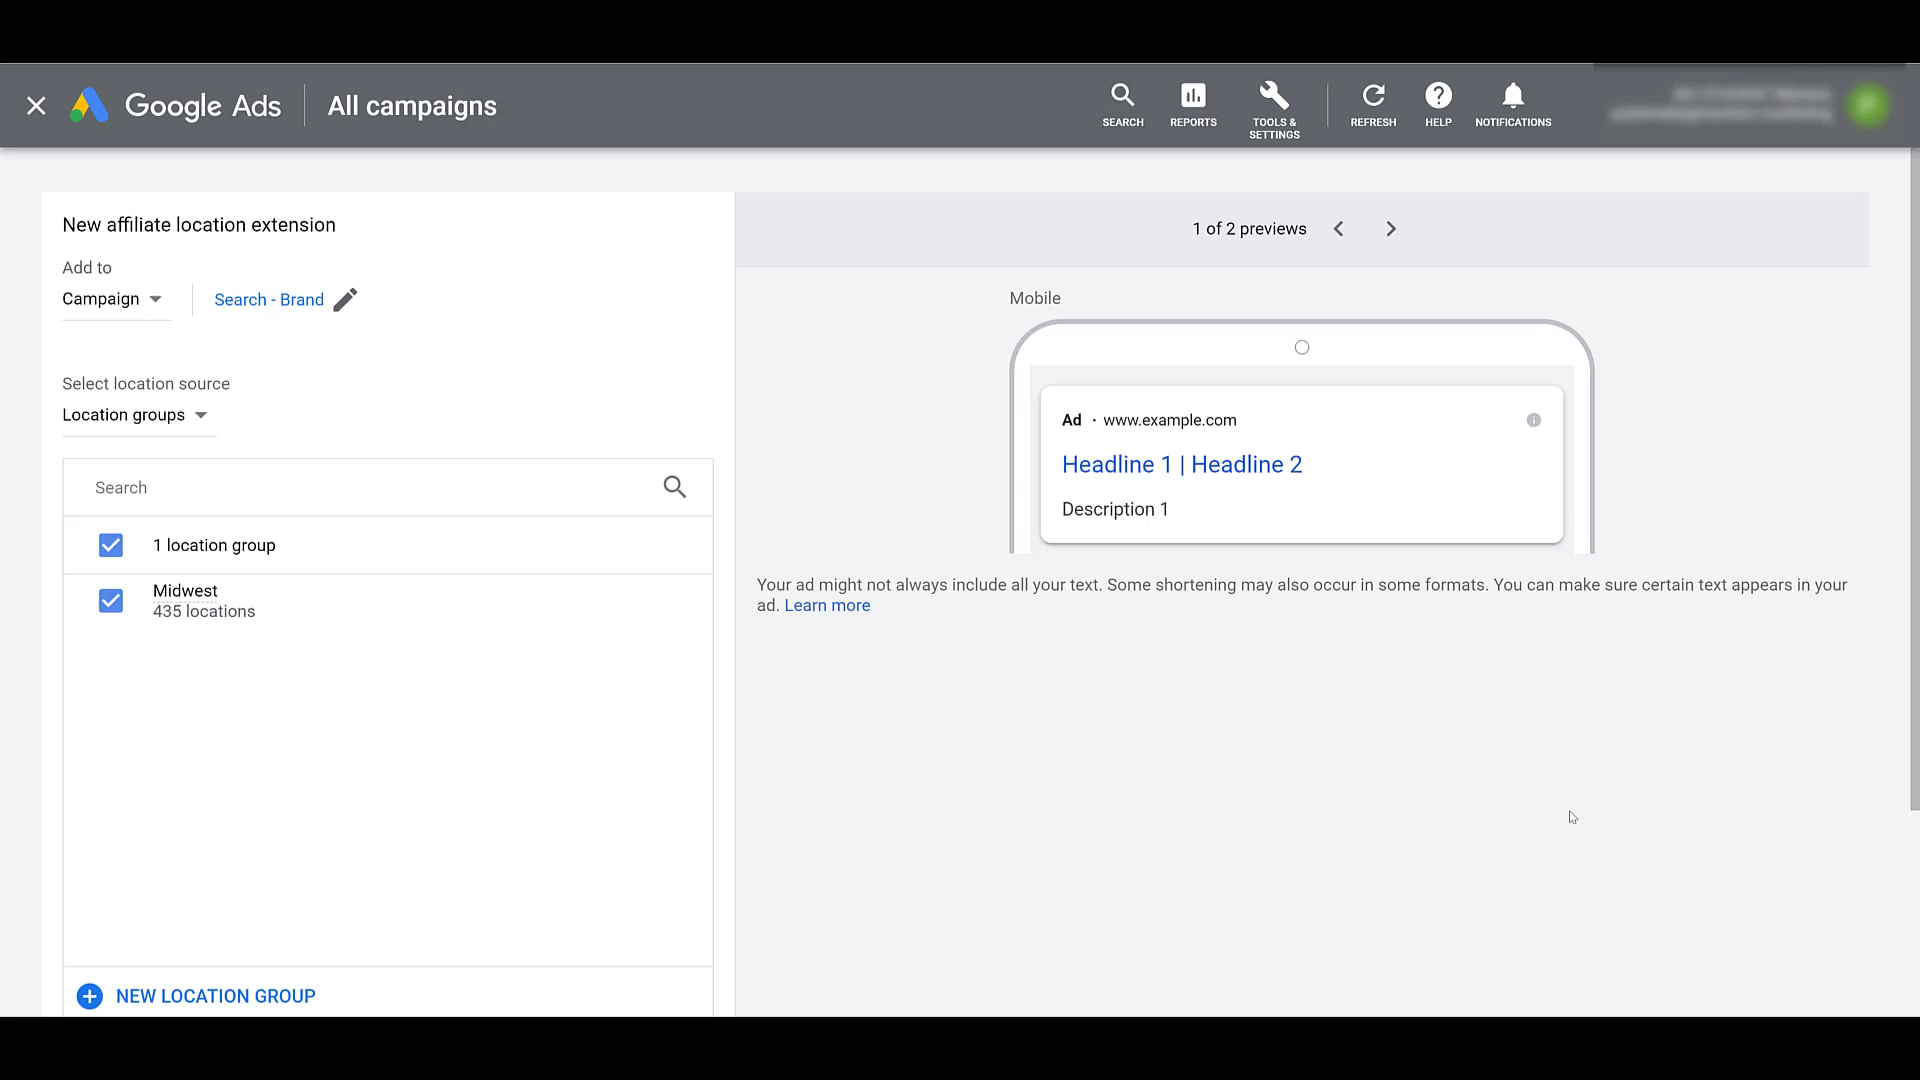 Google Ads
All campaigns
SEARCH
REPORTS
TOOLS &
SETTINGS
REFRESH
HELP
NOTIFICATIONS
New affiliate location extension
Add to
Campaign
Search - Brand
Select location source
Location groups
Search
1 location group
Midwest
435 locations
NEW LOCATION GROUP
1 of 2 previews
Mobile
Ad · www.example.com
Headline 1 | Headline 2
Description 1
Your ad might not always include all your text. Some shortening may also occur in some formats. You can make sure certain text appears in your
ad. Learn more